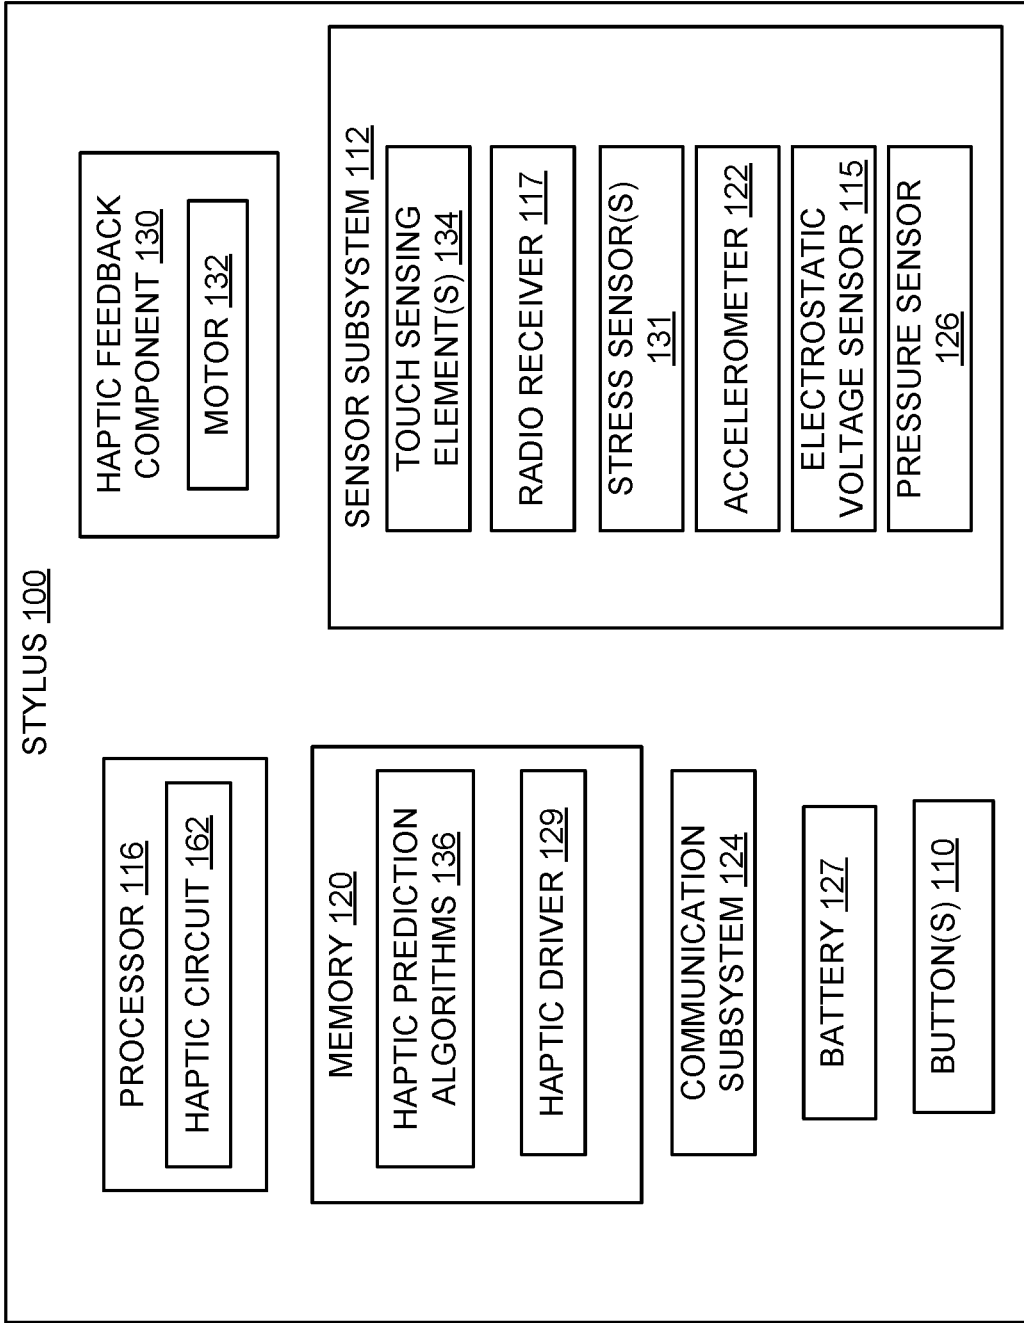 STYLUS 100
PROCESSOR 116
HAPTIC CIRCUIT 162
MEMORY 120
HAPTIC PREDICTION
ALGORITHMS 136
HAPTIC DRIVER 129
COMMUNICATION
SUBSYSTEM 124
BATTERY 127
BUTTON(S) 110
HAPTIC FEEDBACK
COMPONENT 130
MOTOR 132
SENSOR SUBSYSTEM 112
TOUCH SENSING
ELEMENT(S) 134
RADIO RECEIVER 117
STRESS SENSOR(S)
131
ACCELEROMETER 122
ELECTROSTATIC
VOLTAGE SENSOR 115
PRESSURE SENSOR
126